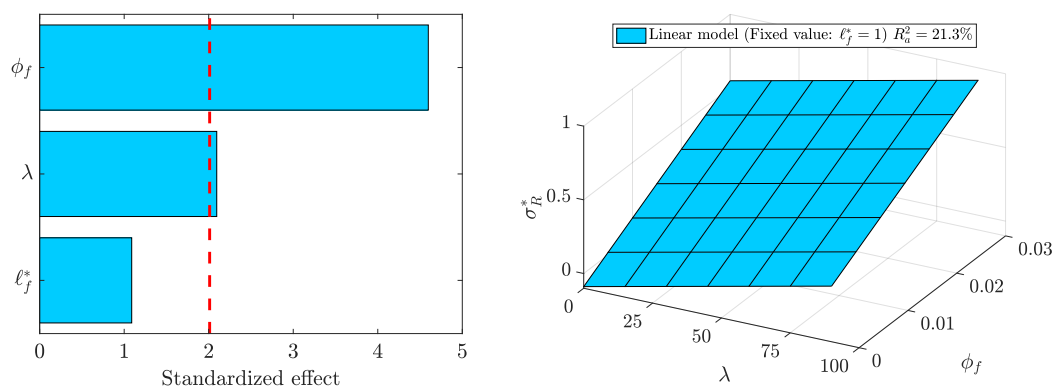 ϕ_f
λ
ℓ*_f
0 1 2 3 4 5
Standardized effect
Linear model (Fixed value: ℓ*_f = 1) R²_a = 21.3%
1
0.5
0
σ*_R
0 25 50 75 100
λ
0 0.01 0.02 0.03
ϕ_f